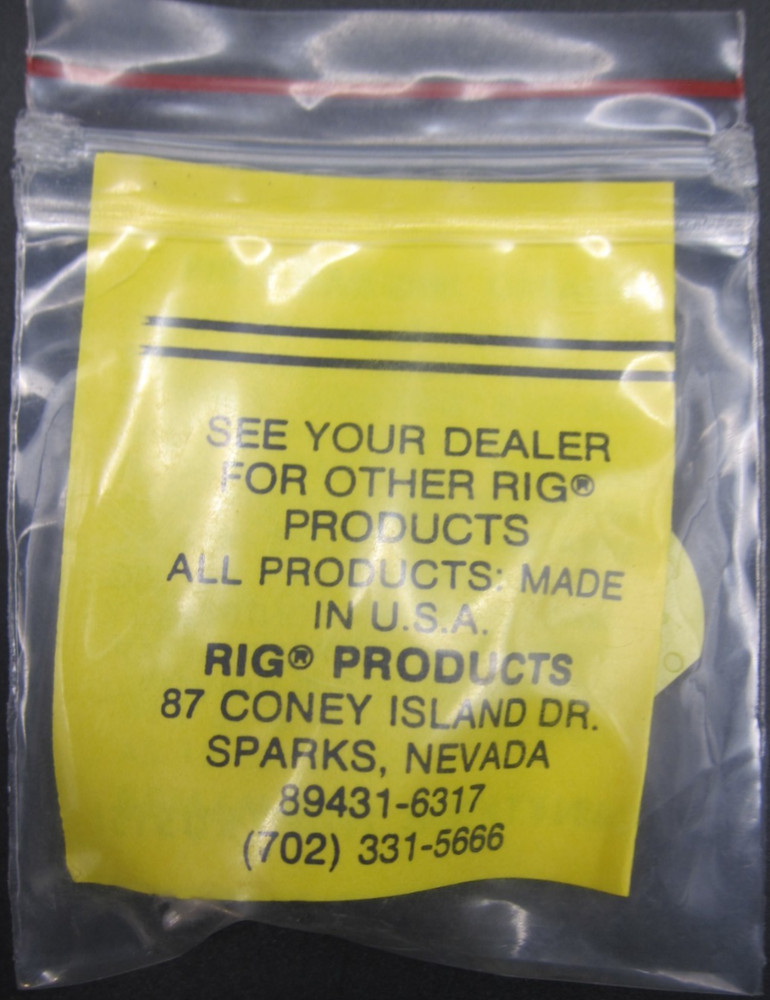 SEE YOUR DEALER
FOR OTHER RIG®
PRODUCTS
ALL PRODUCTS: MADE
IN U.S.A.
RIG® PRODUCTS
87 CONEY ISLAND DR.
SPARKS, NEVADA
89431-6317
(702) 331-5666